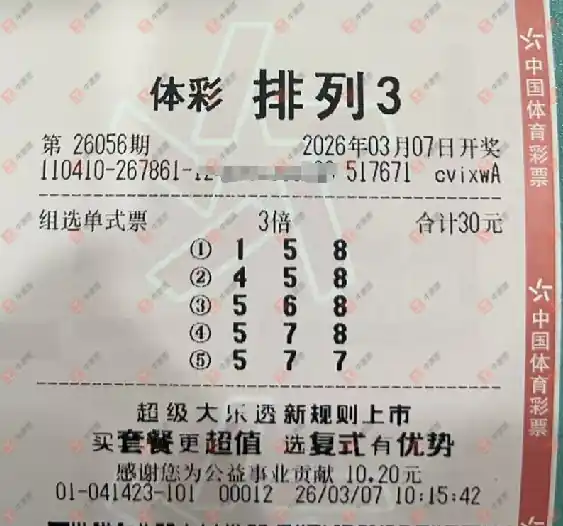 体彩 排列3
第 26056期 2026年03月07日开奖
110410-267861- 517671 cvixwA
组选单式票 3倍 合计30元
① 1 5 8
② 4 5 8
③ 5 6 8
④ 5 7 8
⑤ 5 7 7
超级大乐透新规则上市
买套餐更超值 选复式有优势
感谢您为公益事业贡献 10.20元
01-041423-101 00012 26/03/07 10:15:42
中国体育彩票
中国体育彩票